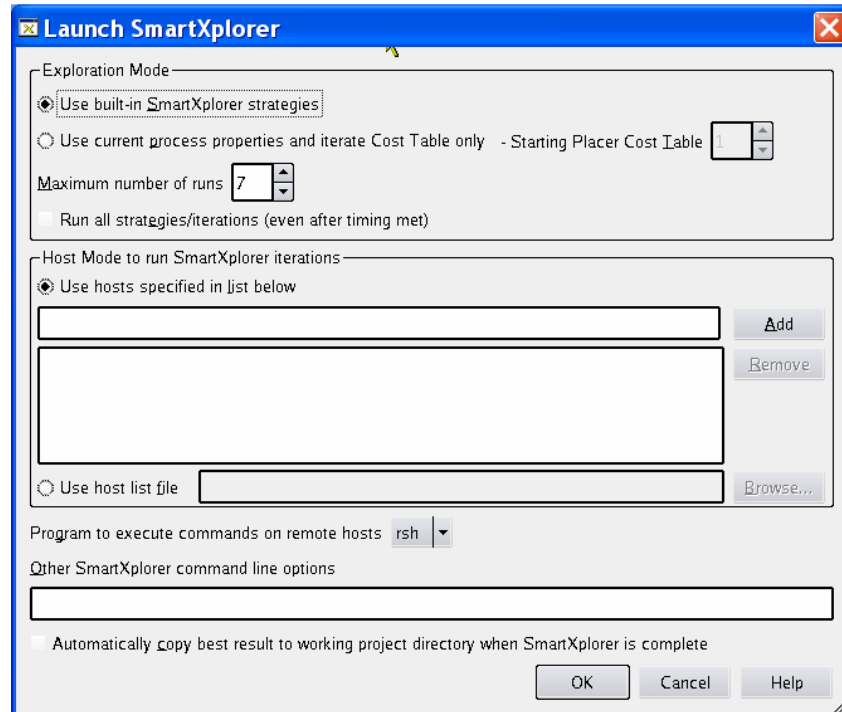 Launch SmartXplorer
Exploration Mode
Use built-in SmartXplorer strategies
Use current process properties and iterate Cost Table only - Starting Placer Cost Table 1
Maximum number of runs 7
Run all strategies/iterations (even after timing met)
Host Mode to run SmartXplorer iterations
Use hosts specified in list below
Add
Remove
Use host list file Browse...
Program to execute commands on remote hosts rsh
Other SmartXplorer command line options
Automatically copy best result to working project directory when SmartXplorer is complete
OK Cancel Help